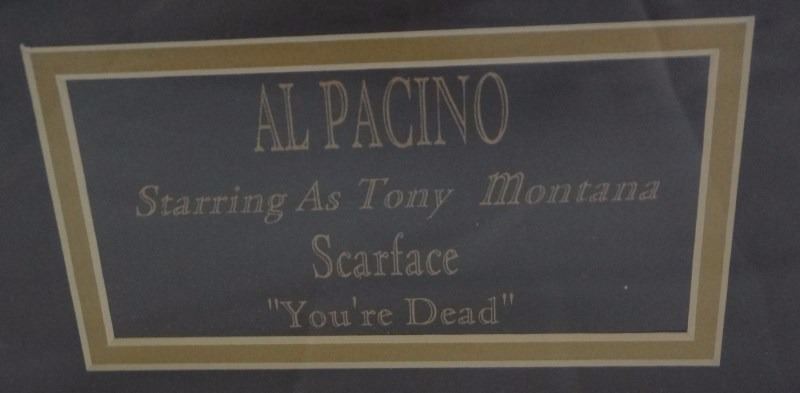 AL PACINO
Starring As Tony Montana
Scarface
"You're Dead"